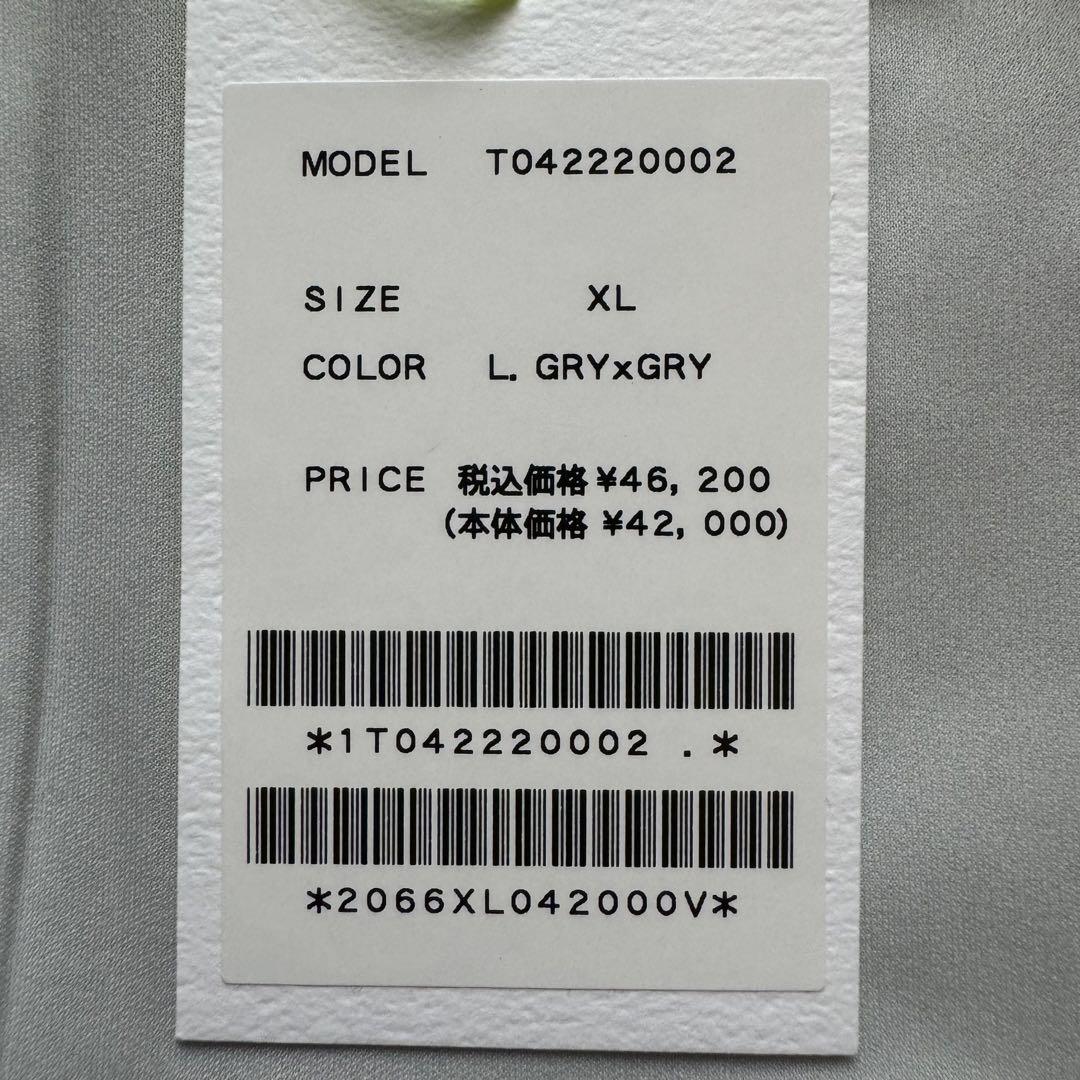 MODEL T042220002
SIZE XL
COLOR L. GRYxGRY
PRICE 税込価格 ¥46, 200
(本体価格 ¥42, 000)
*1T042220002 .*
*2066XL042000V*